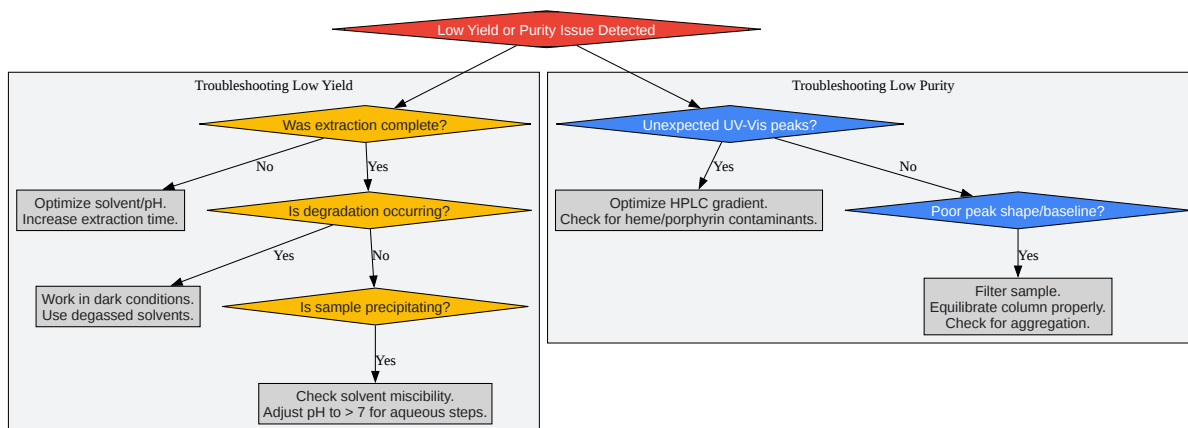 Low Yield or Purity Issue Detected
Troubleshooting Low Yield
Was extraction complete?
No
Yes
Optimize solvent/pH.
Increase extraction time.
Is degradation occurring?
Yes
No
Work in dark conditions.
Use degassed solvents.
Is sample precipitating?
Yes
Check solvent miscibility.
Adjust pH to > 7 for aqueous steps.
Troubleshooting Low Purity
Unexpected UV-Vis peaks?
Yes
No
Optimize HPLC gradient.
Check for heme/porphyrin contaminants.
Poor peak shape/baseline?
Yes
Filter sample.
Equilibrate column properly.
Check for aggregation.